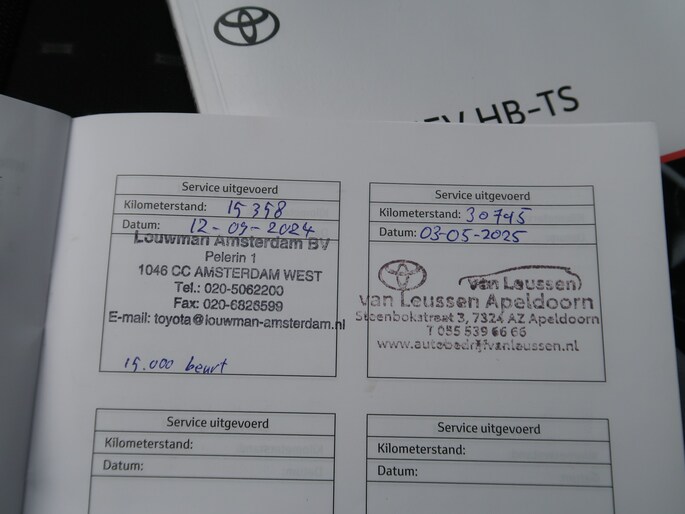 HB-TS
Service uitgevoerd
Kilometerstand: 15 358
Datum: 12-09-2024
Louwman Amsterdam BV
Pelerin 1
1046 CC AMSTERDAM WEST
Tel.: 020-5062200
Fax: 020-6826599
E-mail: toyota@louwman-amsterdam.nl
15.000 beurt
Service uitgevoerd
Kilometerstand: 30745
Datum: 03-05-2025
van Leussen
van Leussen Apeldoorn
Steenbokstraat 3, 7324 AZ Apeldoorn
T 055 539 66 66
www.autobedrijfvanleussen.nl
Service uitgevoerd
Kilometerstand:
Datum:
Service uitgevoerd
Kilometerstand:
Datum: